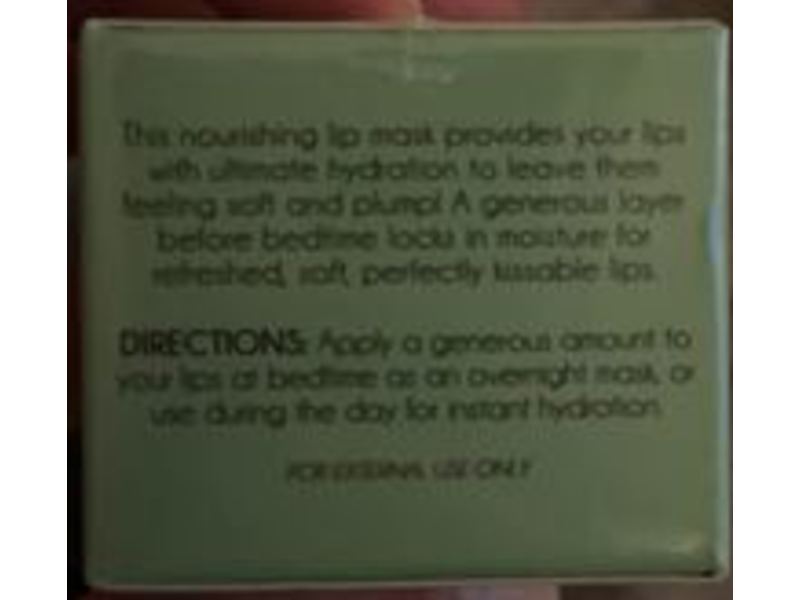 This nourishing lip mask provides your lips
with ultimate hydration to leave them
feeling soft and plump! A generous layer
before bedtime locks in moisture for
refreshed, soft, perfectly kissable lips.
DIRECTIONS: Apply a generous amount to
your lips at bedtime as an overnight mask, or
use during the day for instant hydration.
FOR EXTERNAL USE ONLY